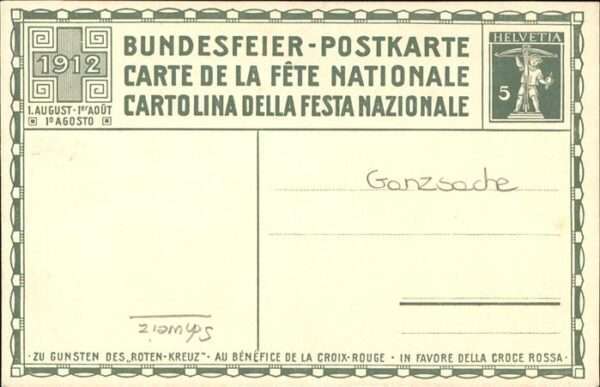 1912
1.AUGUST·1ER AOÛT
1º AGOSTO
BUNDESFEIER-POSTKARTE
CARTE DE LA FÊTE NATIONALE
CARTOLINA DELLA FESTA NAZIONALE
HELVETIA
5
Ganzsache
Schweiz
·ZU GUNSTEN DES „ROTEN-KREUZ"· AU BÉNÉFICE DE LA CROIX-ROUGE · IN FAVORE DELLA CROCE ROSSA·